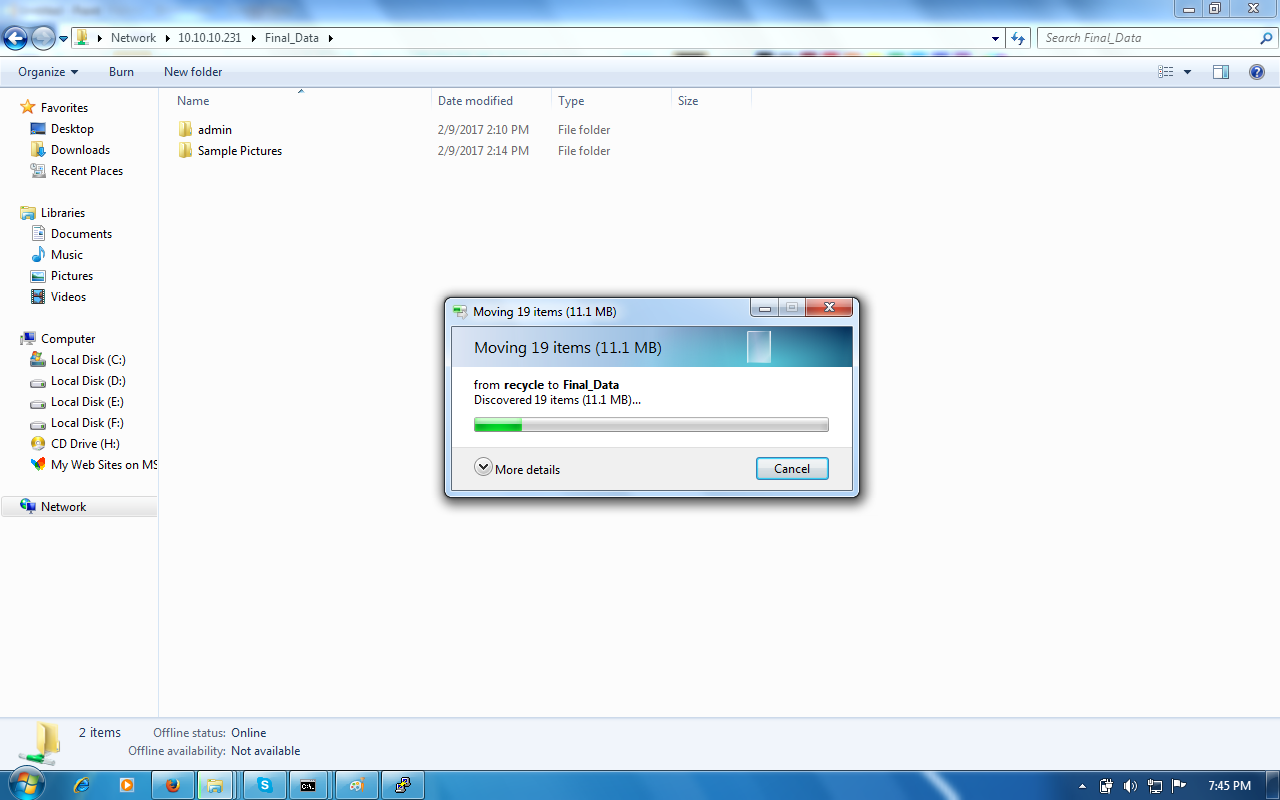 Network 10.10.10.231 Final_Data
Search Final_Data
Organize Burn New folder
Name Date modified Type Size
admin 2/9/2017 2:10 PM File folder
Sample Pictures 2/9/2017 2:14 PM File folder
Favorites
Desktop
Downloads
Recent Places
Libraries
Documents
Music
Pictures
Videos
Computer
Local Disk (C:)
Local Disk (D:)
Local Disk (E:)
Local Disk (F:)
CD Drive (H:)
My Web Sites on MS
Network
Moving 19 items (11.1 MB)
Moving 19 items (11.1 MB)
from recycle to Final_Data
Discovered 19 items (11.1 MB)...
More details
Cancel
2 items Offline status: Online
Offline availability: Not available
7:45 PM